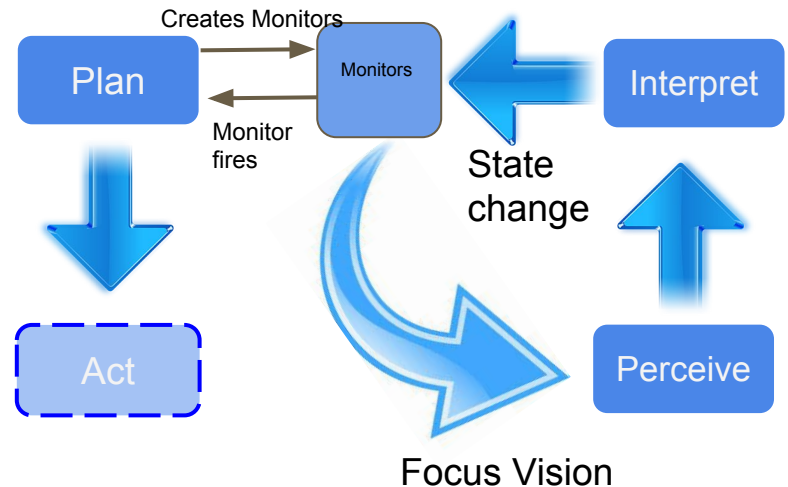 Creates Monitors
Plan
Monitors
Interpret
Monitor
fires
State
change
Act
Perceive
Focus Vision